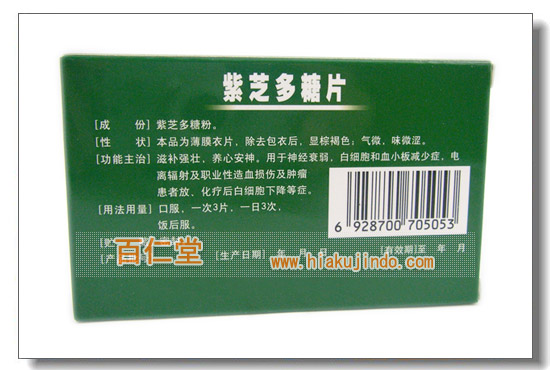 紫芝多糖片
[成　份] 紫芝多糖粉。
[性　状] 本品为薄膜衣片，除去包衣后，显棕褐色；气微，味微涩。
[功能主治] 滋补强壮、养心安神。用于神经衰弱，白细胞和血小板减少症，电
离辐射及职业性造血损伤及肿瘤
患者放、化疗后白细胞下降等症。
[用法用量] 口服，一次3片，一日3次，
饭后服。
6 928700 705053
百仁堂
生产日期] 年 月 日
[有效期]至 年 月
www.hiakujindo.com